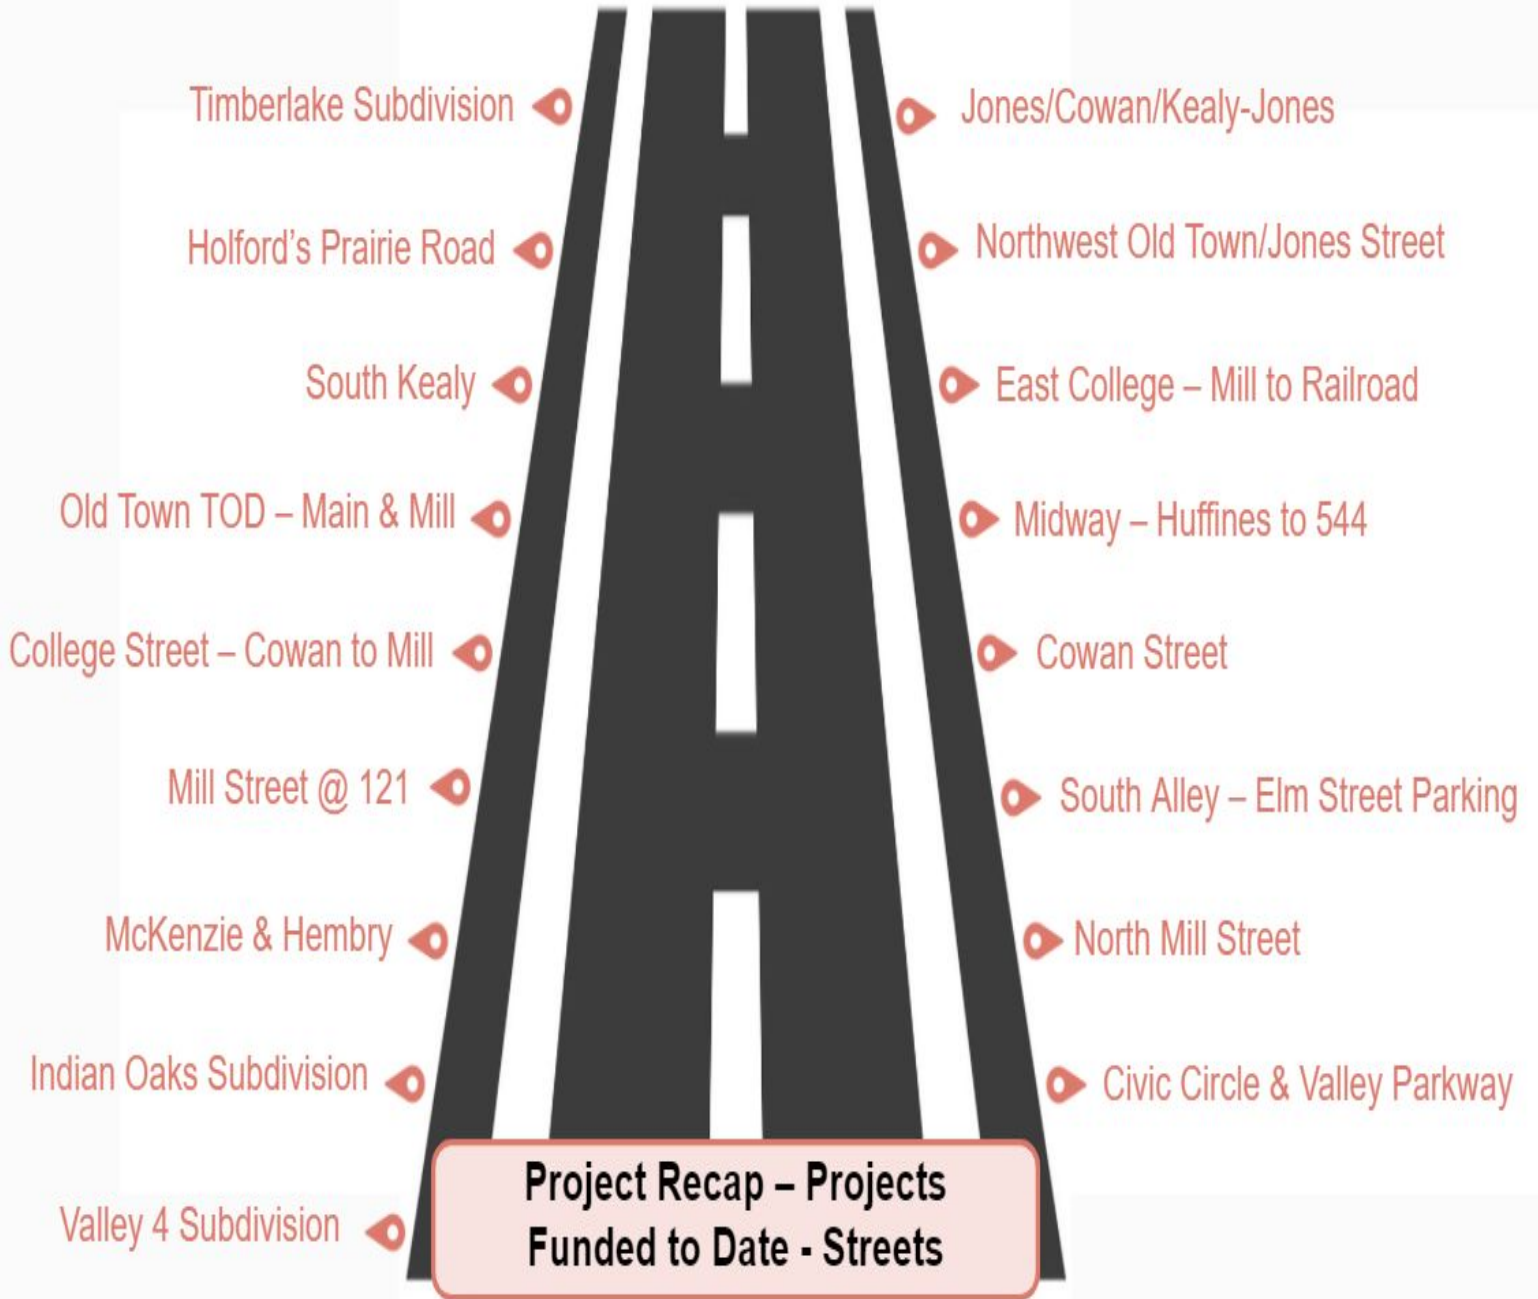 Timberlake Subdivision
Holford’s Prairie Road
South Kealy
Old Town TOD – Main & Mill
College Street – Cowan to Mill
Mill Street @ 121
McKenzie & Hembry
Indian Oaks Subdivision
Valley 4 Subdivision
Jones/Cowan/Kealy-Jones
Northwest Old Town/Jones Street
East College – Mill to Railroad
Midway – Huffines to 544
Cowan Street
South Alley – Elm Street Parking
North Mill Street
Civic Circle & Valley Parkway
Project Recap – Projects
Funded to Date - Streets